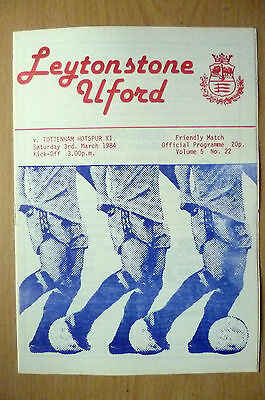 Leytonstone
Ilford
v. TOTTENHAM HOTSPUR XI
Saturday 3rd. March 1984
Kick-Off 3.00p.m.
Friendly Match
Official Programme 20p.
Volume 5 No. 22